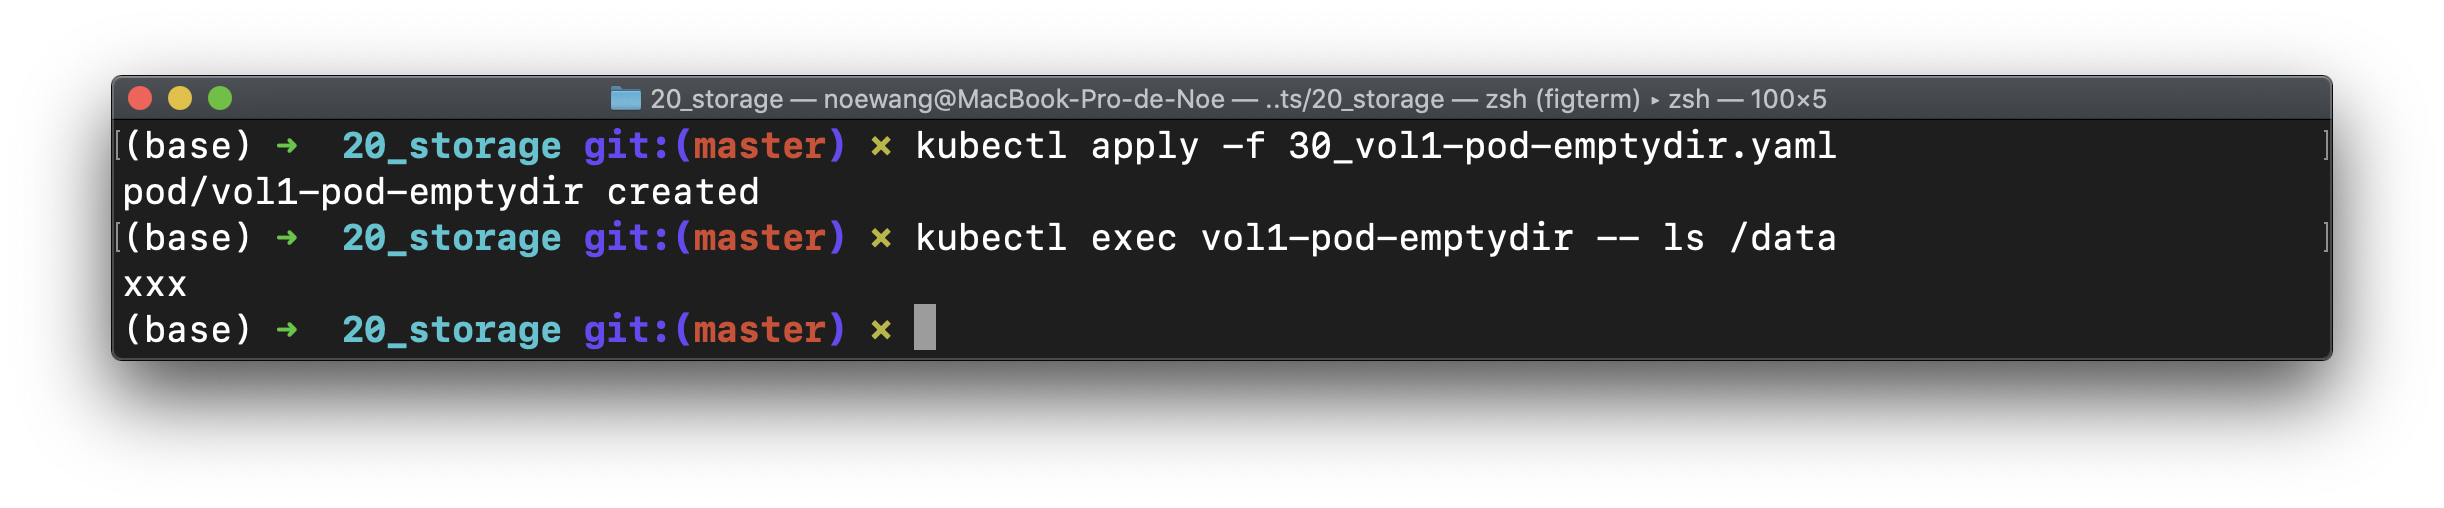 20_storage — noewang@MacBook-Pro-de-Noe — ..ts/20_storage — zsh (figterm) ▸ zsh — 100×5
(base) ➜  20_storage git:(master) ✗ kubectl apply -f 30_vol1-pod-emptydir.yaml
pod/vol1-pod-emptydir created
(base) ➜  20_storage git:(master) ✗ kubectl exec vol1-pod-emptydir -- ls /data
xxx
(base) ➜  20_storage git:(master) ✗